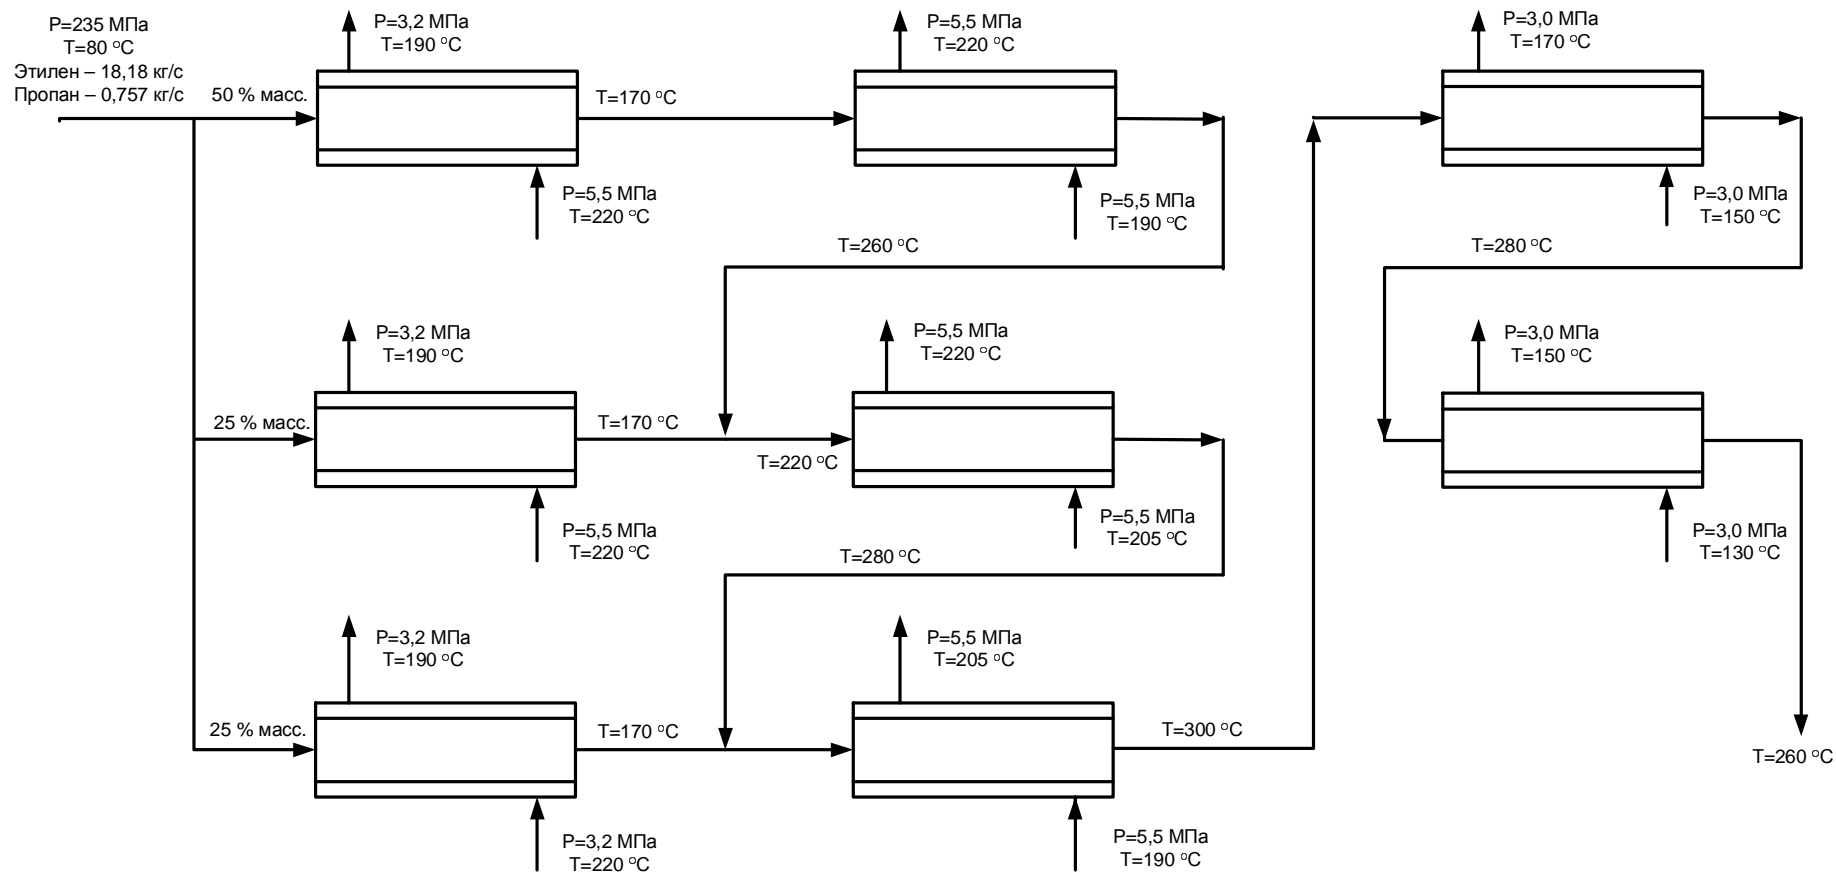 P=235 МПа
T=80 °C
Этилен – 18,18 кг/с
Пропан – 0,757 кг/с
50 % масс.
P=3,2 МПа
T=190 °C
T=170 °C
P=5,5 МПа
T=220 °C
P=5,5 МПа
T=220 °C
P=5,5 МПа
T=190 °C
T=260 °C
P=3,0 МПа
T=170 °C
P=3,0 МПа
T=150 °C
T=280 °C
25 % масс.
P=3,2 МПа
T=190 °C
T=170 °C
P=5,5 МПа
T=220 °C
T=220 °C
P=5,5 МПа
T=220 °C
P=5,5 МПа
T=205 °C
T=280 °C
P=3,0 МПа
T=150 °C
P=3,0 МПа
T=130 °C
25 % масс.
P=3,2 МПа
T=190 °C
T=170 °C
P=3,2 МПа
T=220 °C
P=5,5 МПа
T=205 °C
T=300 °C
P=5,5 МПа
T=190 °C
T=260 °C